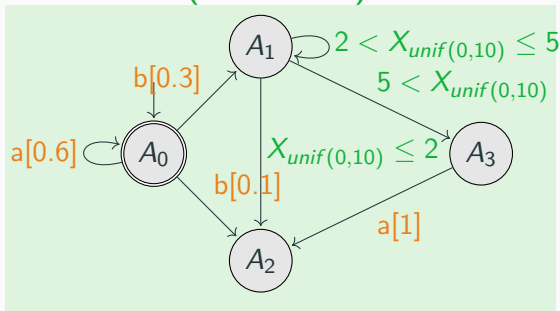 A₁
2 < X_unif(0,10) ≤ 5
b[0.3]
5 < X_unif(0,10)
a[0.6]
A₀
X_unif(0,10) ≤ 2
A₃
b[0.1]
a[1]
A₂